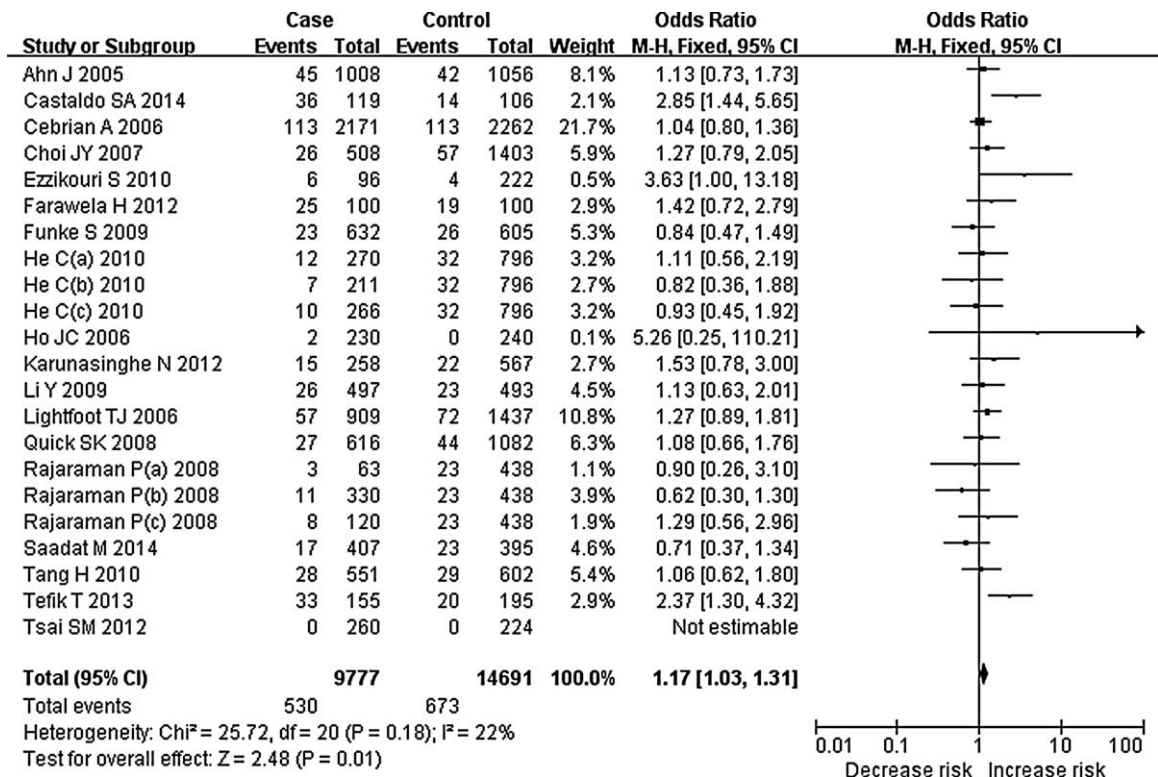 Case Control Odds Ratio Odds Ratio
Study or Subgroup Events Total Events Total Weight M-H, Fixed, 95% CI M-H, Fixed, 95% CI
Ahn J 2005 45 1008 42 1056 8.1% 1.13 [0.73, 1.73]
Castaldo SA 2014 36 119 14 106 2.1% 2.85 [1.44, 5.65]
Cebrian A 2006 113 2171 113 2262 21.7% 1.04 [0.80, 1.36]
Choi JY 2007 26 508 57 1403 5.9% 1.27 [0.79, 2.05]
Ezzikouri S 2010 6 96 4 222 0.5% 3.63 [1.00, 13.18]
Farawela H 2012 25 100 19 100 2.9% 1.42 [0.72, 2.79]
Funke S 2009 23 632 26 605 5.3% 0.84 [0.47, 1.49]
He C(a) 2010 12 270 32 796 3.2% 1.11 [0.56, 2.19]
He C(b) 2010 7 211 32 796 2.7% 0.82 [0.36, 1.88]
He C(c) 2010 10 266 32 796 3.2% 0.93 [0.45, 1.92]
Ho JC 2006 2 230 0 240 0.1% 5.26 [0.25, 110.21]
Karunasinghe N 2012 15 258 22 567 2.7% 1.53 [0.78, 3.00]
Li Y 2009 26 497 23 493 4.5% 1.13 [0.63, 2.01]
Lightfoot TJ 2006 57 909 72 1437 10.8% 1.27 [0.89, 1.81]
Quick SK 2008 27 616 44 1082 6.3% 1.08 [0.66, 1.76]
Rajaraman P(a) 2008 3 63 23 438 1.1% 0.90 [0.26, 3.10]
Rajaraman P(b) 2008 11 330 23 438 3.9% 0.62 [0.30, 1.30]
Rajaraman P(c) 2008 8 120 23 438 1.9% 1.29 [0.56, 2.96]
Saadat M 2014 17 407 23 395 4.6% 0.71 [0.37, 1.34]
Tang H 2010 28 551 29 602 5.4% 1.06 [0.62, 1.80]
Tefik T 2013 33 155 20 195 2.9% 2.37 [1.30, 4.32]
Tsai SM 2012 0 260 0 224 Not estimable
Total (95% CI) 9777 14691 100.0% 1.17 [1.03, 1.31]
Total events 530 673
Heterogeneity: Chi² = 25.72, df = 20 (P = 0.18); I² = 22%
Test for overall effect: Z = 2.48 (P = 0.01)
0.01 0.1 1 10 100
Decrease risk Increase risk